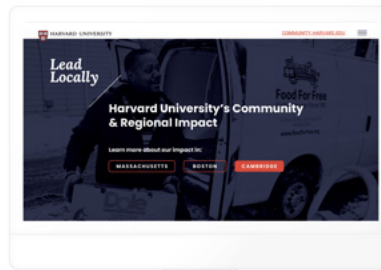 HARVARD UNIVERSITY
COMMUNITY.HARVARD.EDU
Lead
Locally
Food For Free
Harvard University's Community
& Regional Impact
Learn more about our impact in:
MASSACHUSETTS
BOSTON
CAMBRIDGE